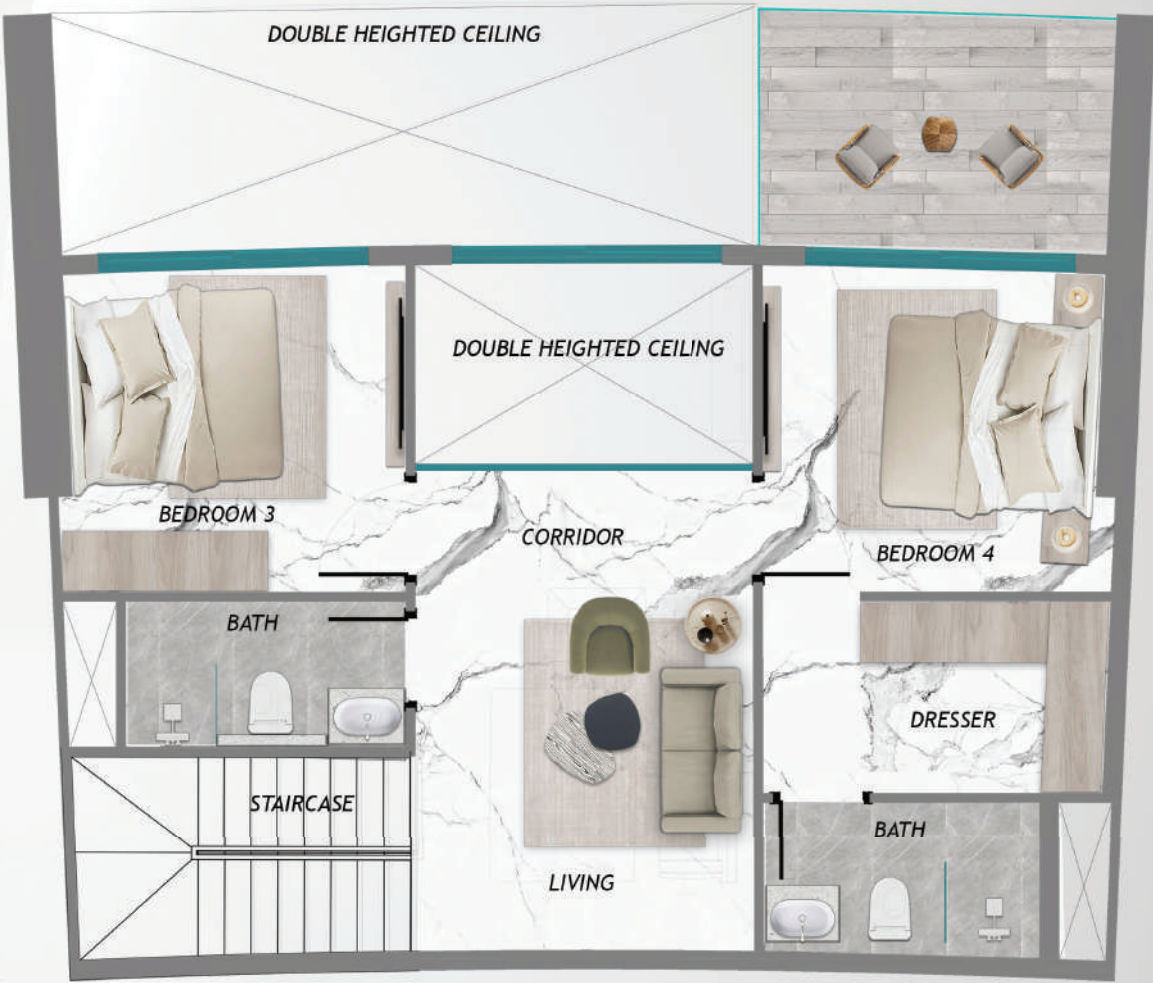 DOUBLE HEIGHTED CEILING
DOUBLE HEIGHTED CEILING
BEDROOM 3
CORRIDOR
BEDROOM 4
BATH
DRESSER
STAIRCASE
BATH
LIVING